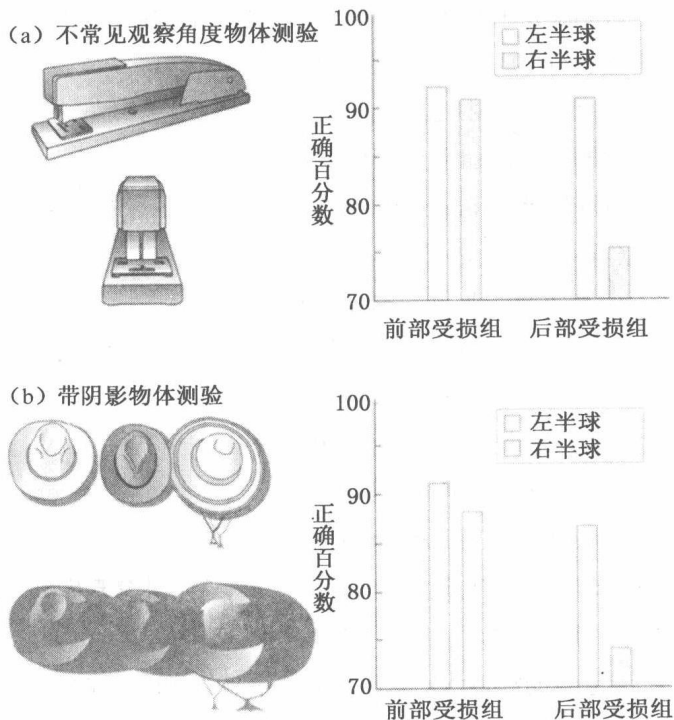 (a) 不常见观察角度物体测验
100
90
80
70
正确百分数
左半球
右半球
前部受损组 后部受损组
(b) 带阴影物体测验
100
90
80
70
正确百分数
左半球
右半球
前部受损组 后部受损组